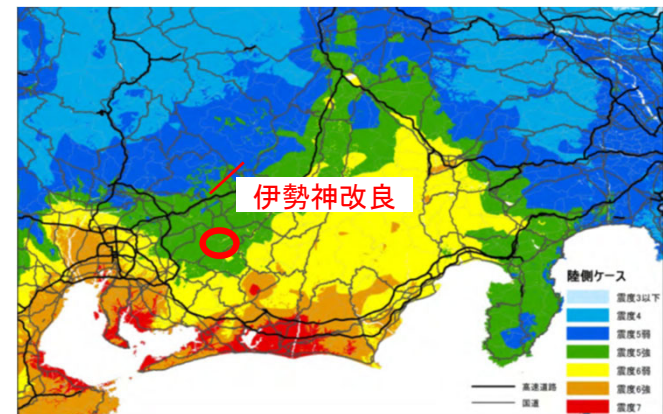 伊勢神改良
陸側ケース
震度3以下
震度4
震度5弱
震度5強
震度6弱
震度6強
震度7
高速道路
国道